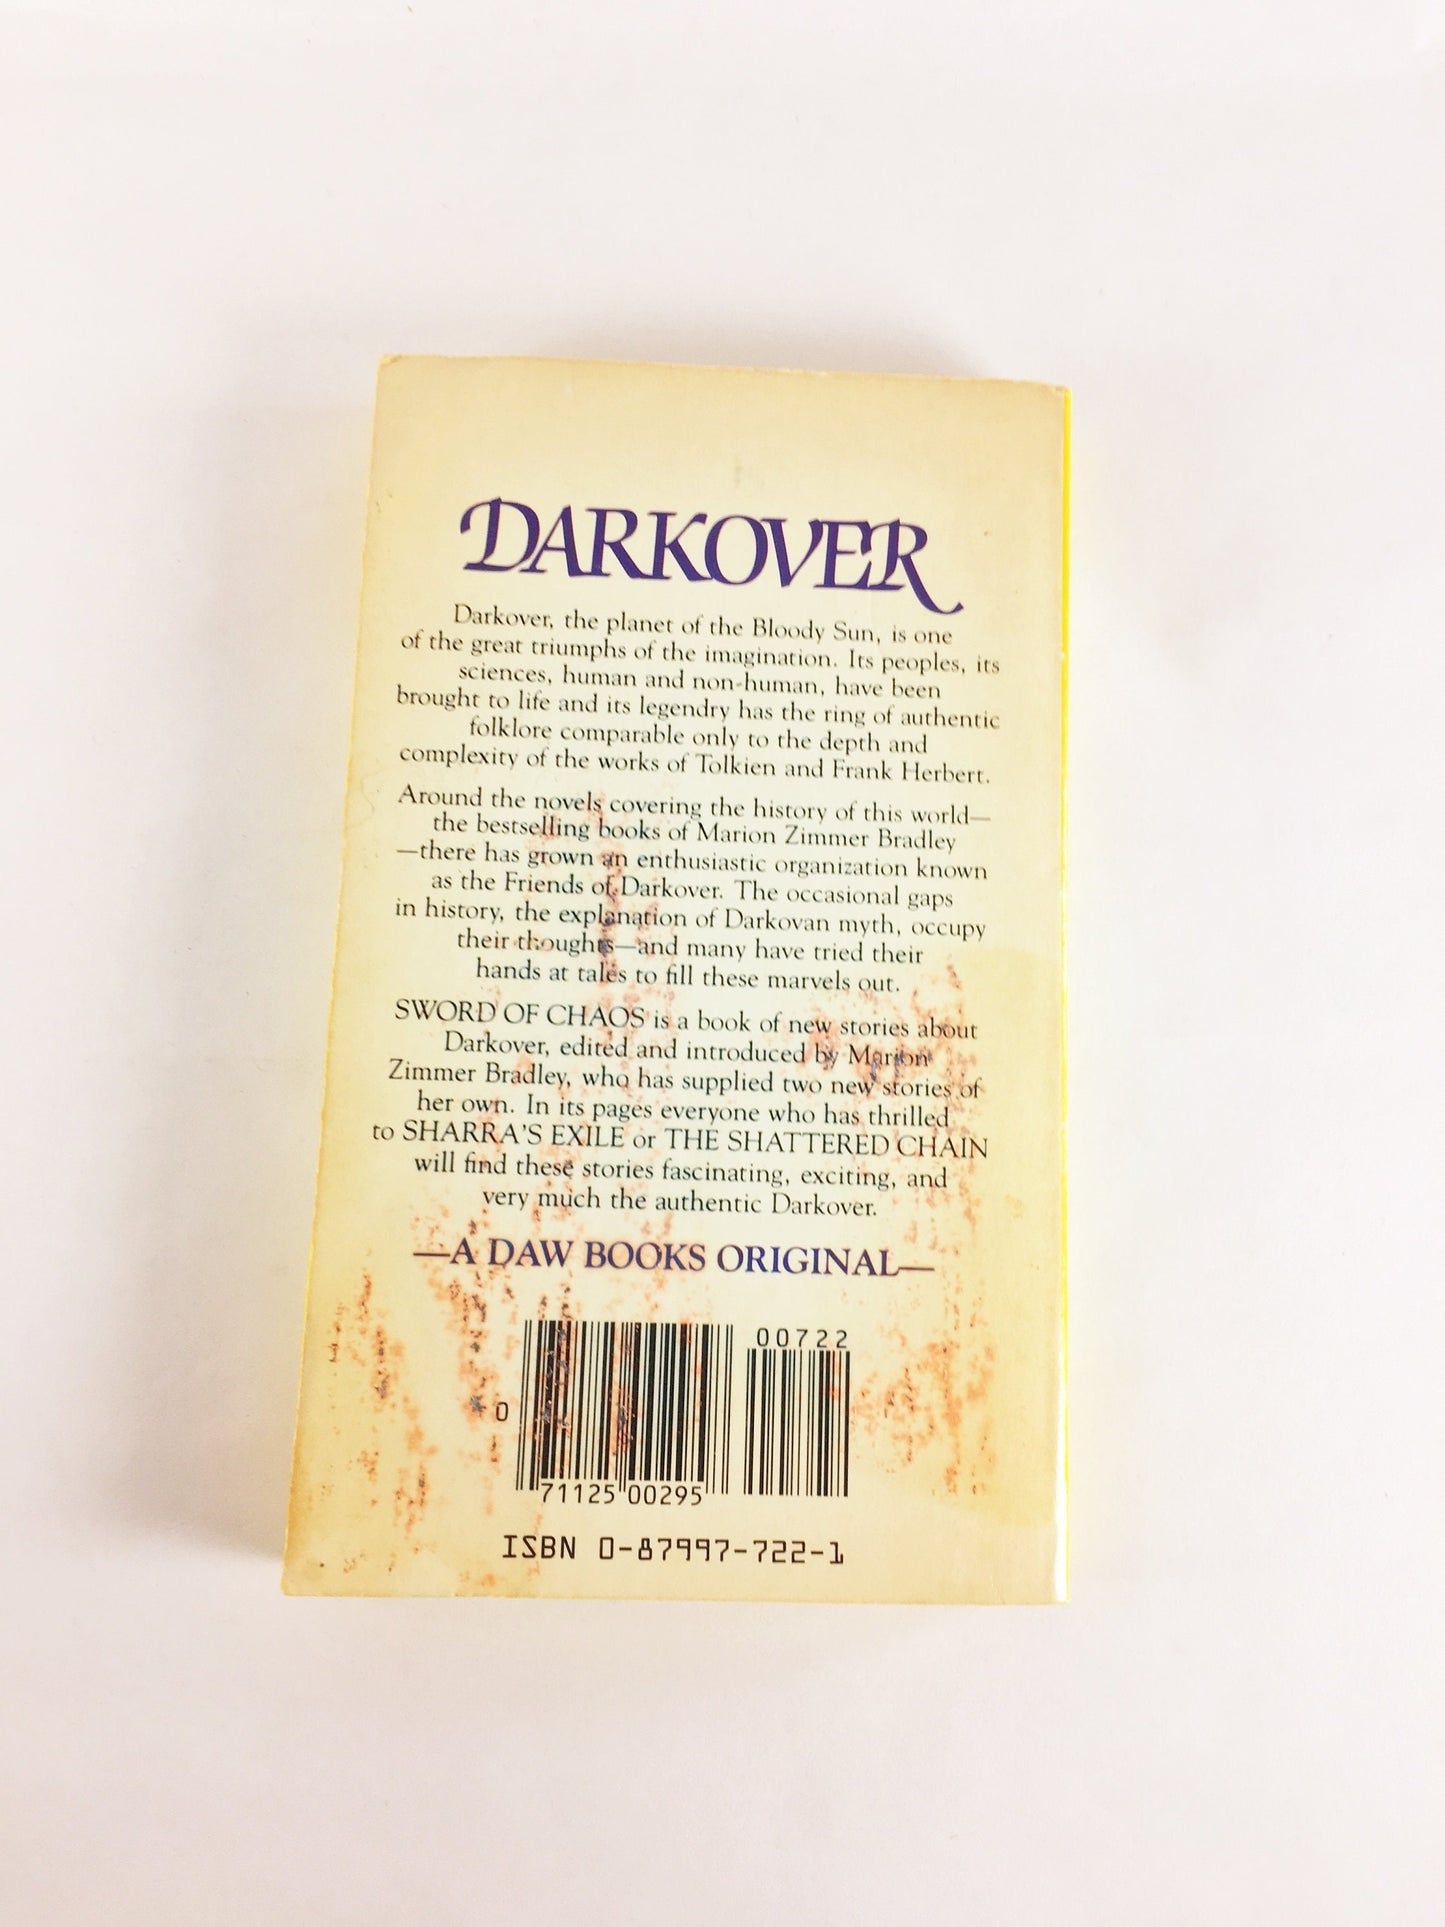 DARKOVER
Darkover, the planet of the Bloody Sun, is one
of the great triumphs of the imagination. Its peoples, its
sciences, human and non-human, have been
brought to life and its legendry has the ring of authentic
folklore comparable only to the depth and
complexity of the works of Tolkien and Frank Herbert.
Around the novels covering the history of this world—
the bestselling books of Marion Zimmer Bradley
—there has grown an enthusiastic organization known
as the Friends of Darkover. The occasional gaps
in history, the explanation of Darkovan myth, occupy
their thoughts—and many have tried their
hands at tales to fill these marvels out.
SWORD OF CHAOS is a book of new stories about
Darkover, edited and introduced by Marion
Zimmer Bradley, who has supplied two new stories of
her own. In its pages everyone who has thrilled
to SHARRA'S EXILE or THE SHATTERED CHAIN
will find these stories fascinating, exciting, and
very much the authentic Darkover.
—A DAW BOOKS ORIGINAL—
00722
0
71125 00295
ISBN 0-87997-722-1